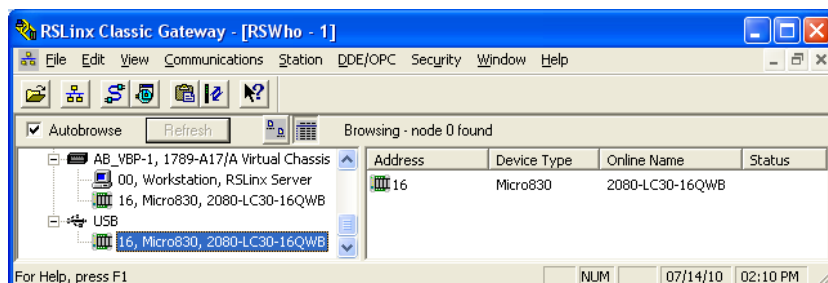 RSLinx Classic Gateway - [RSWho - 1]
File Edit View Communications Station DDE/OPC Security Window Help
Autobrowse Refresh Browsing - node 0 found
AB_VBP-1, 1789-A17/A Virtual Chassis
00, Workstation, RSLinx Server
16, Micro830, 2080-LC30-16QWB
USB
16, Micro830, 2080-LC30-16QWB
Address Device Type Online Name Status
16 Micro830 2080-LC30-16QWB
For Help, press F1 NUM 07/14/10 02:10 PM